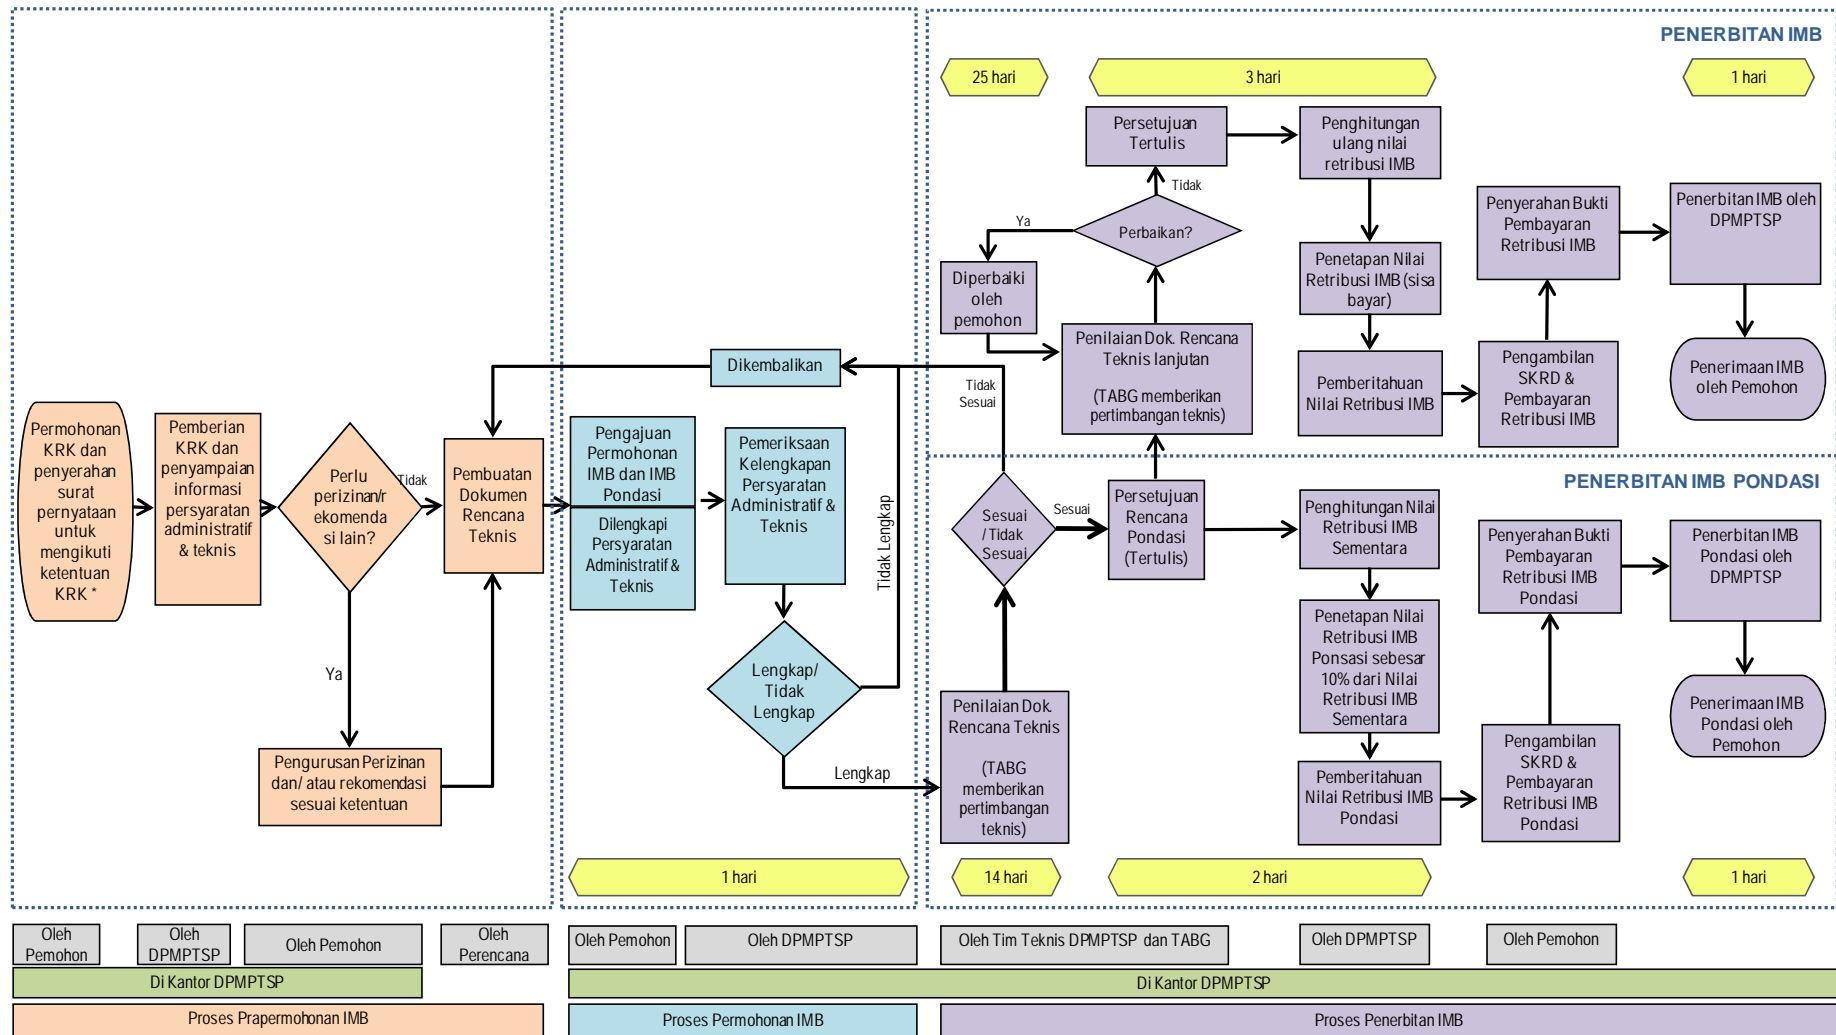 PENERBITAN IMB
25 hari
3 hari
1 hari
Persetujuan
Tertulis
Penghitungan
ulang nilai
retribusi IMB
Tidak
Ya
Perbaikan?
Penyerahan Bukti
Pembayaran
Retribusi IMB
Penerbitan IMB oleh
DPMPTSP
Diperbaiki
oleh
pemohon
Penetapan Nilai
Retribusi IMB (sisa
bayar)
Penilaian Dok. Rencana
Teknis lanjutan
(TABG memberikan
pertimbangan teknis)
Pemberitahuan
Nilai Retribusi IMB
Pengambilan
SKRD &
Pembayaran
Retribusi IMB
Penerimaan IMB
oleh Pemohon
Dikembalikan
Tidak
Sesuai
Permohonan
KRK dan
penyerahan
surat
pernyataan
untuk
mengikuti
ketentuan
KRK *
Pemberian
KRK dan
penyampaian
informasi
persyaratan
administratif
& teknis
Perlu
perizinan/r
ekomenda
si lain?
Tidak
Ya
Pembuatan
Dokumen
Rencana
Teknis
Pengurusan Perizinan
dan/ atau rekomendasi
sesuai ketentuan
Pengajuan
Permohonan
IMB dan IMB
Pondasi
Dilengkapi
Persyaratan
Administratif &
Teknis
Pemeriksaan
Kelengkapan
Persyaratan
Administratif &
Teknis
Tidak Lengkap
Lengkap/
Tidak
Lengkap
Lengkap
PENERBITAN IMB PONDASI
Sesuai
/Tidak
Sesuai
Sesuai
Persetujuan
Rencana
Pondasi
(Tertulis)
Penghitungan Nilai
Retribusi IMB
Sementara
Penyerahan Bukti
Pembayaran
Retribusi IMB
Pondasi
Penerbitan IMB
Pondasi oleh
DPMPTSP
Penetapan Nilai
Retribusi IMB
Ponsasi sebesar
10% dari Nilai
Retribusi IMB
Sementara
Penilaian Dok.
Rencana Teknis
(TABG
memberikan
pertimbangan
teknis)
Pemberitahuan
Nilai Retribusi IMB
Pondasi
Pengambilan
SKRD &
Pembayaran
Retribusi IMB
Pondasi
Penerimaan IMB
Pondasi oleh
Pemohon
1 hari
14 hari
2 hari
1 hari
Oleh
Pemohon
Oleh
DPMPTSP
Oleh Pemohon
Oleh
Perencana
Oleh Pemohon
Oleh DPMPTSP
Oleh Tim Teknis DPMPTSP dan TABG
Oleh DPMPTSP
Oleh Pemohon
Di Kantor DPMPTSP
Di Kantor DPMPTSP
Proses Prapermohonan IMB
Proses Permohonan IMB
Proses Penerbitan IMB